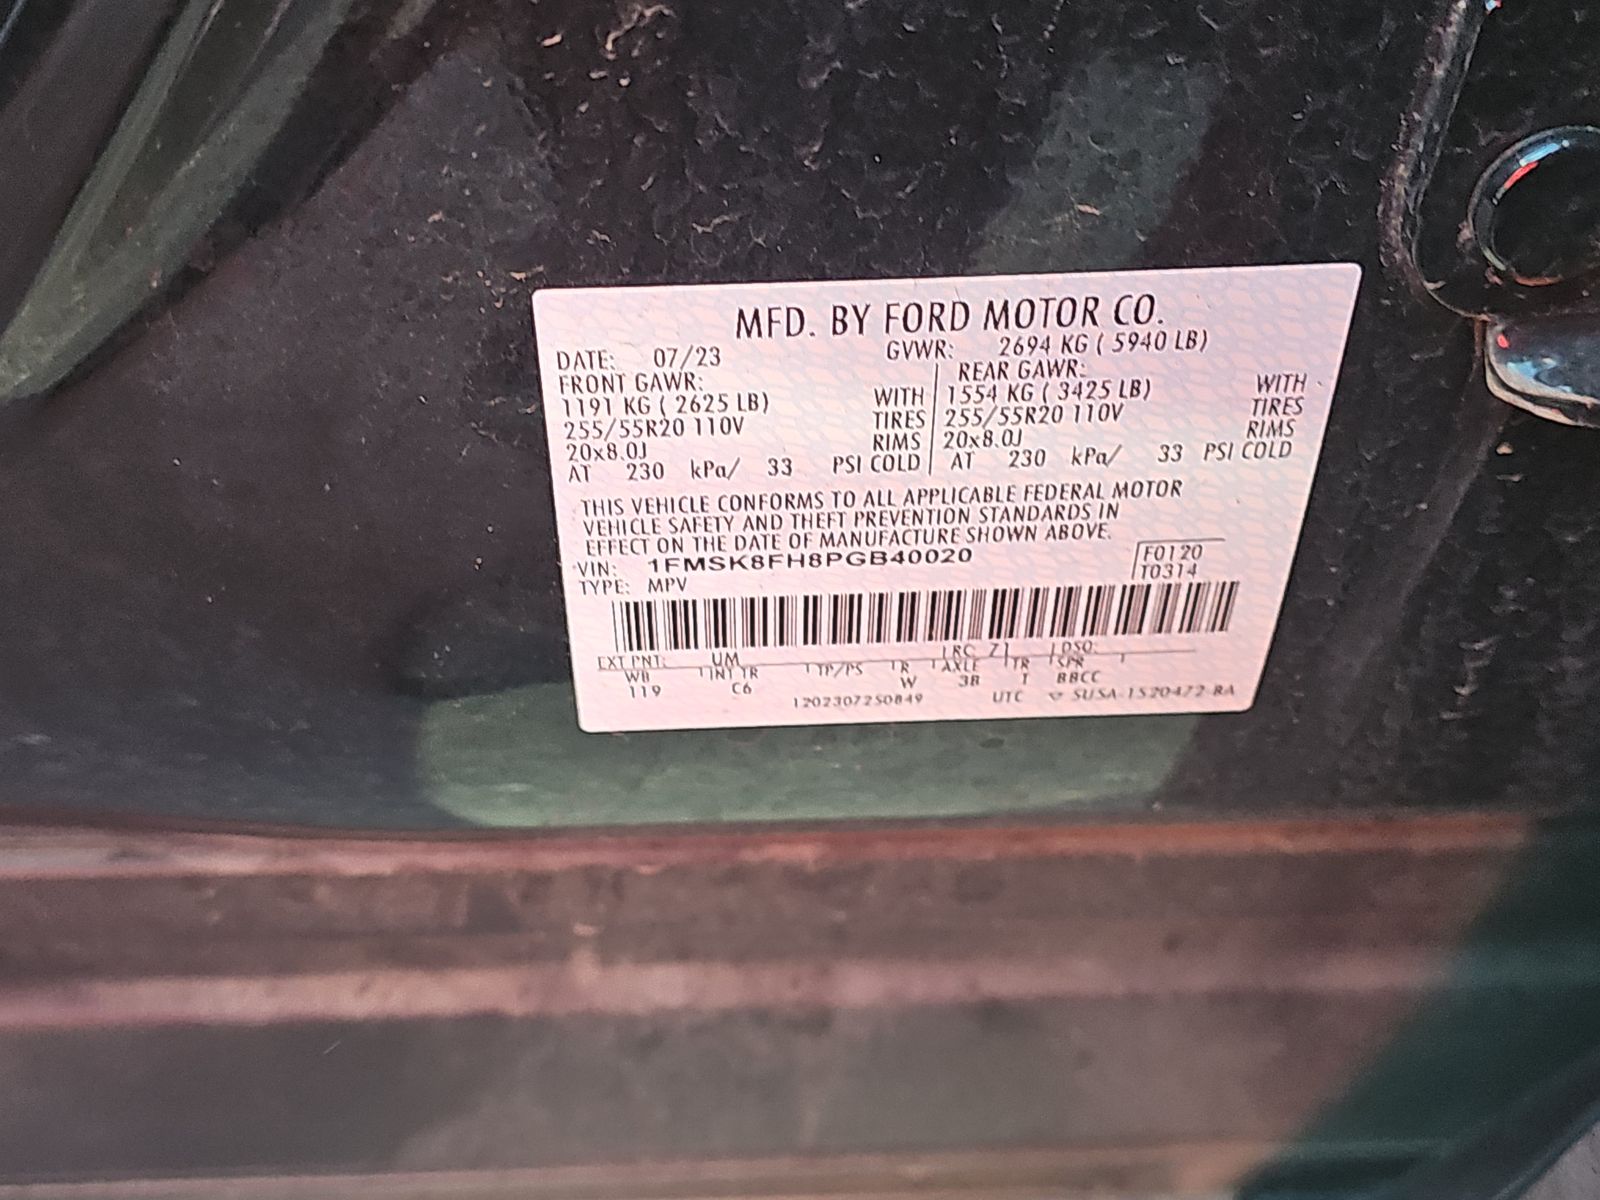 MFD. BY FORD MOTOR CO.
DATE: 07/23 GVWR: 2694 KG ( 5940 LB)
FRONT GAWR: REAR GAWR:
1191 KG ( 2625 LB) WITH 1554 KG ( 3425 LB) WITH
255/55R20 110V TIRES 255/55R20 110V TIRES
20x8.0J RIMS 20x8.0J RIMS
AT 230 kPa/ 33 PSI COLD AT 230 kPa/ 33 PSI COLD
THIS VEHICLE CONFORMS TO ALL APPLICABLE FEDERAL MOTOR
VEHICLE SAFETY AND THEFT PREVENTION STANDARDS IN
EFFECT ON THE DATE OF MANUFACTURE SHOWN ABOVE.
VIN: 1FMSK8FH8PGB40020 F0120
TYPE: MPV T0314
EXT PNT: UM RC: 71 DSO:
WB INT TR TP/PS R AXLE TR SPR
119 C6 W 3B T BBCC
12023072S0849 UTC SUSA-1520472-BA